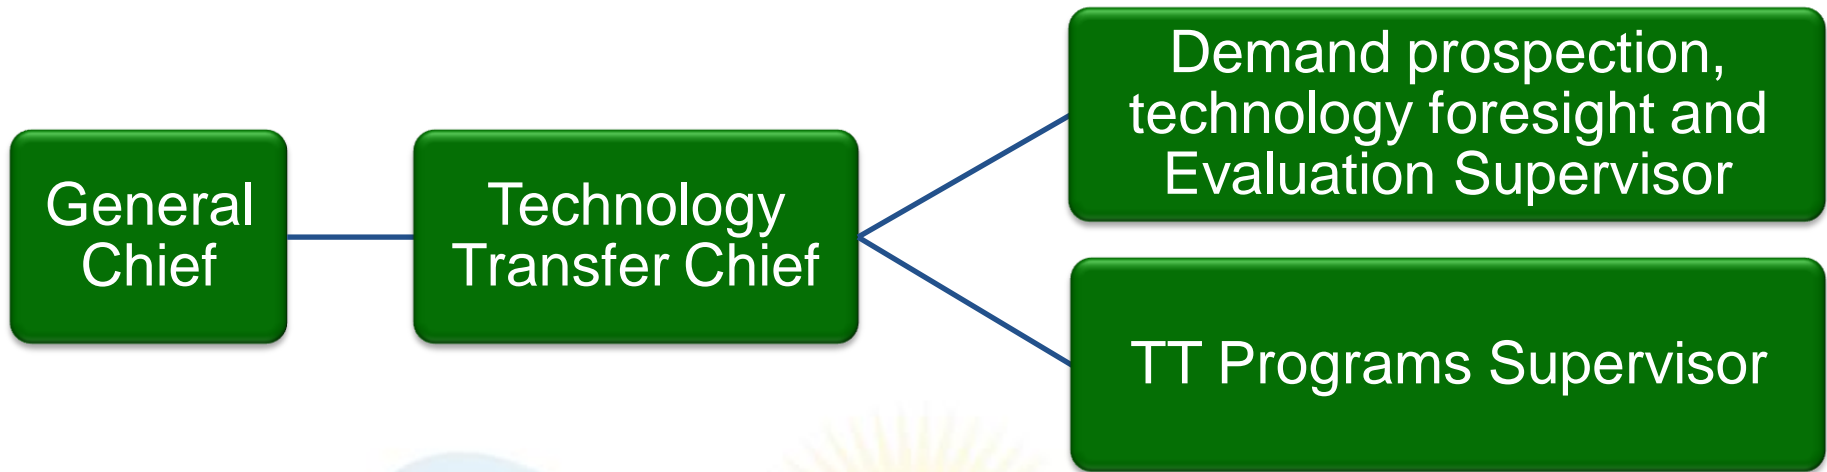 General
Chief
Technology
Transfer Chief
Demand prospection,
technology foresight and
Evaluation Supervisor
TT Programs Supervisor